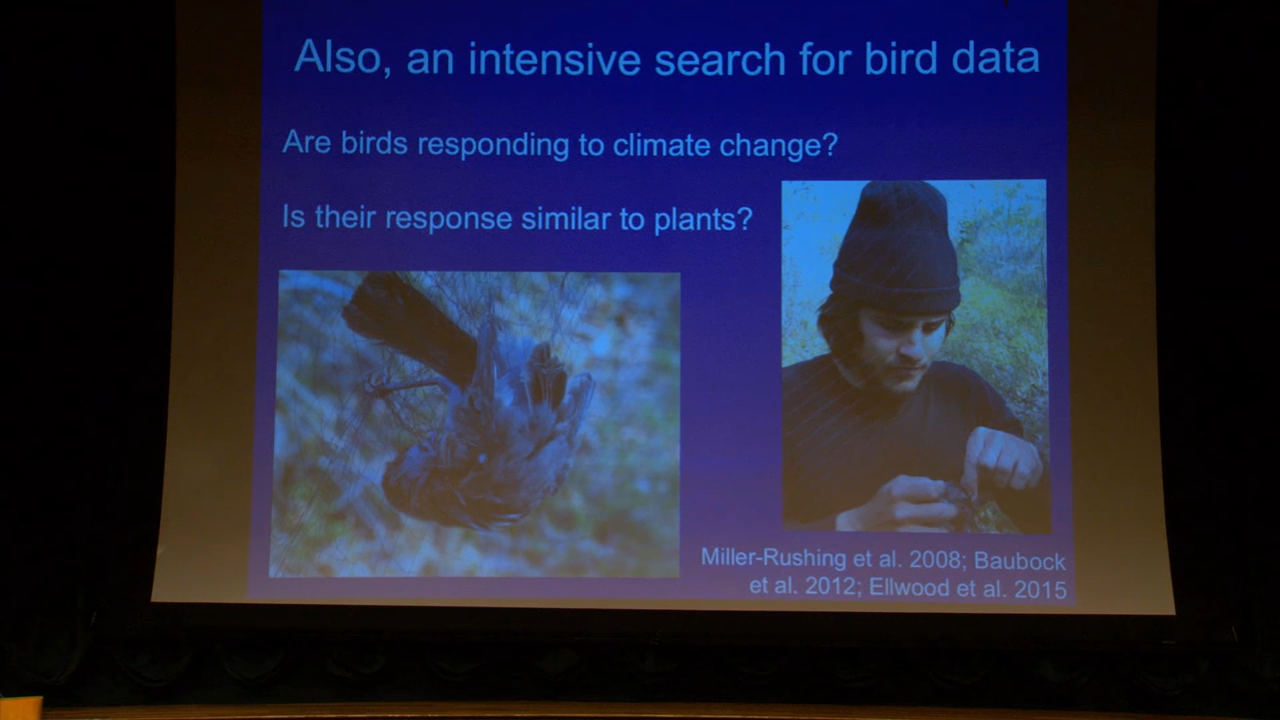 Also, an intensive search for bird data
Are birds responding to climate change?
Is their response similar to plants?
Miller-Rushing et al. 2008; Baubock
et al. 2012; Ellwood et al. 2015